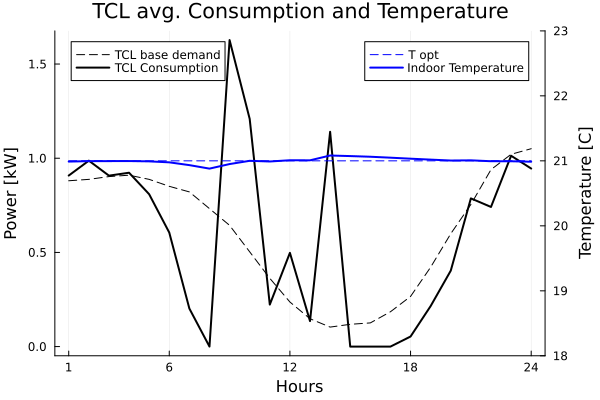 TCL avg. Consumption and Temperature
TCL base demand
TCL Consumption
T opt
Indoor Temperature
Power [kW]
1.5
1.0
0.5
0.0
23
22
21
20
19
18
Temperature [C]
1 6 12 18 24
Hours